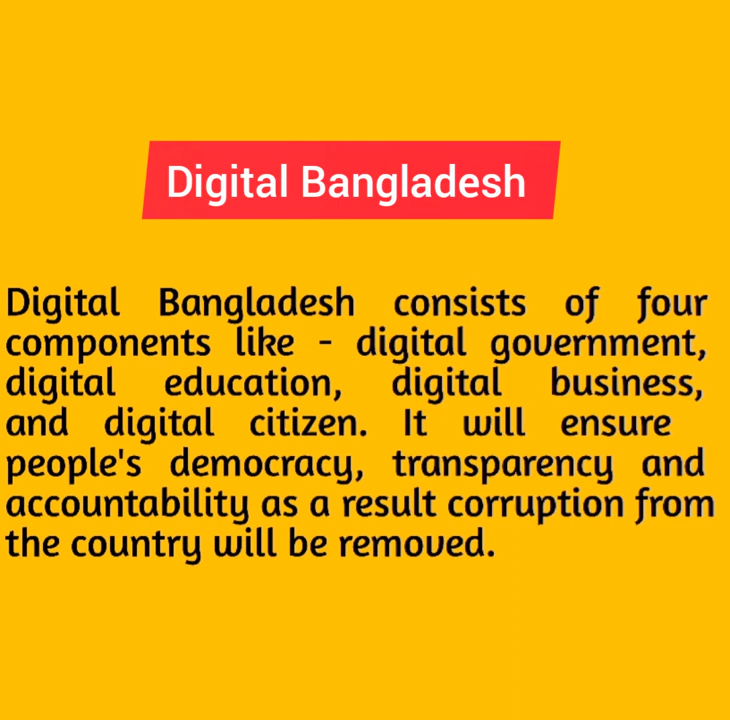 Digital Bangladesh
Digital Bangladesh consists of four
components like - digital government,
digital education, digital business,
and digital citizen. It will ensure
people's democracy, transparency and
accountability as a result corruption from
the country will be removed.